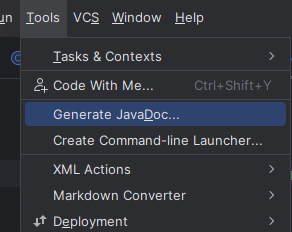 un Tools VCS Window Help
Tasks & Contexts
Code With Me... Ctrl+Shift+Y
Generate JavaDoc...
Create Command-line Launcher...
XML Actions
Markdown Converter
Deployment